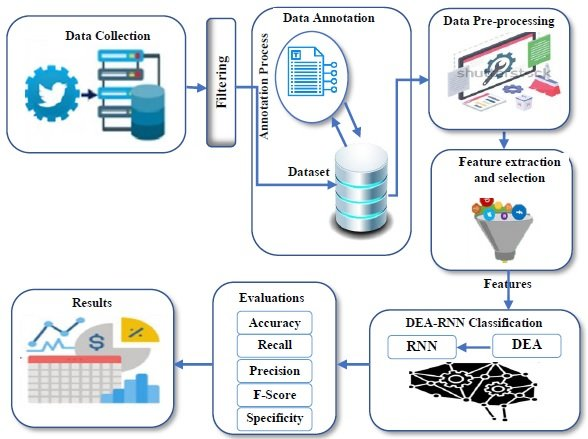 Data Collection
Filtering
Data Annotation
Annotation Process
T
Dataset
Data Pre-processing
shutterstock
Feature extraction
and selection
Features
DEA-RNN Classification
RNN
DEA
Evaluations
Accuracy
Recall
Precision
F-Score
Specificity
Results
$
%